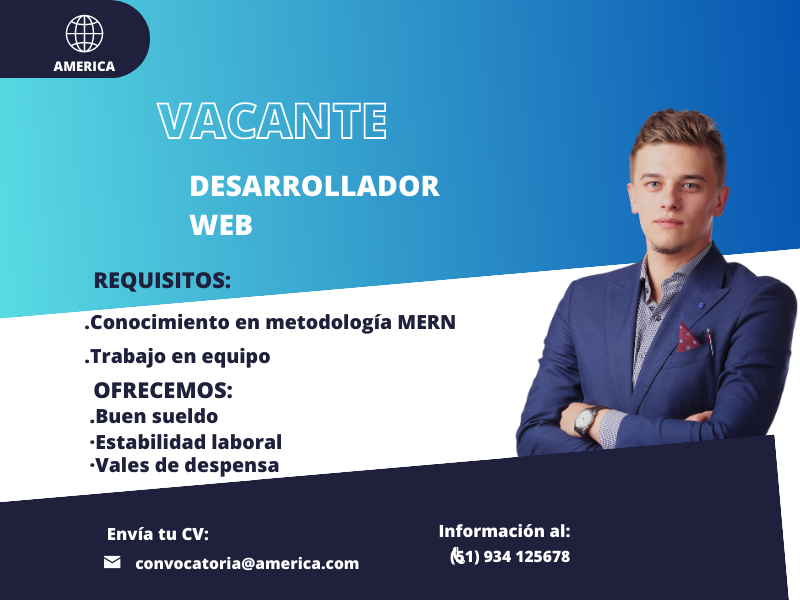 AMERICA
VACANTE
DESARROLLADOR
WEB
REQUISITOS:
.Conocimiento en metodología MERN
.Trabajo en equipo
OFRECEMOS:
.Buen sueldo
·Estabilidad laboral
·Vales de despensa
Envía tu CV:
convocatoria@america.com
Información al:
(51) 934 125678